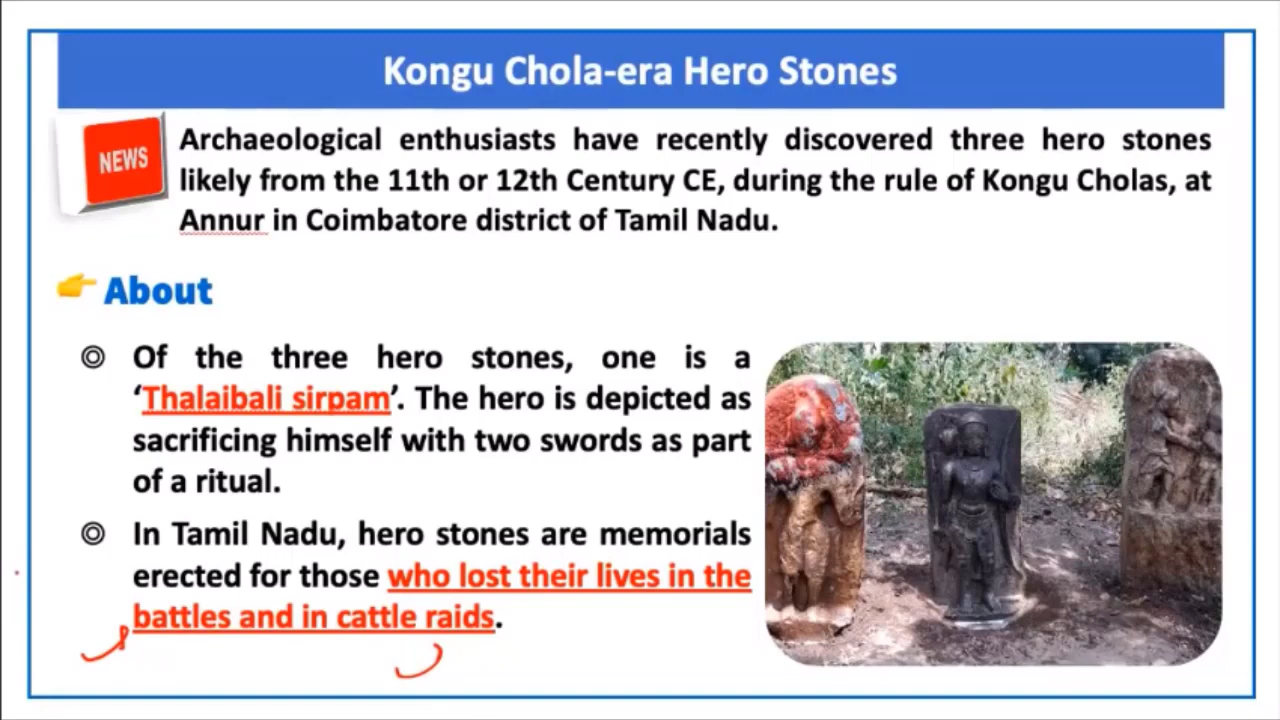 Kongu Chola-era Hero Stones
NEWS
Archaeological enthusiasts have recently discovered three hero stones
likely from the 11th or 12th Century CE, during the rule of Kongu Cholas, at
Annur in Coimbatore district of Tamil Nadu.
About
Of the three hero stones, one is a
‘Thalaibali sirpam’. The hero is depicted as
sacrificing himself with two swords as part
of a ritual.
In Tamil Nadu, hero stones are memorials
erected for those who lost their lives in the
battles and in cattle raids.